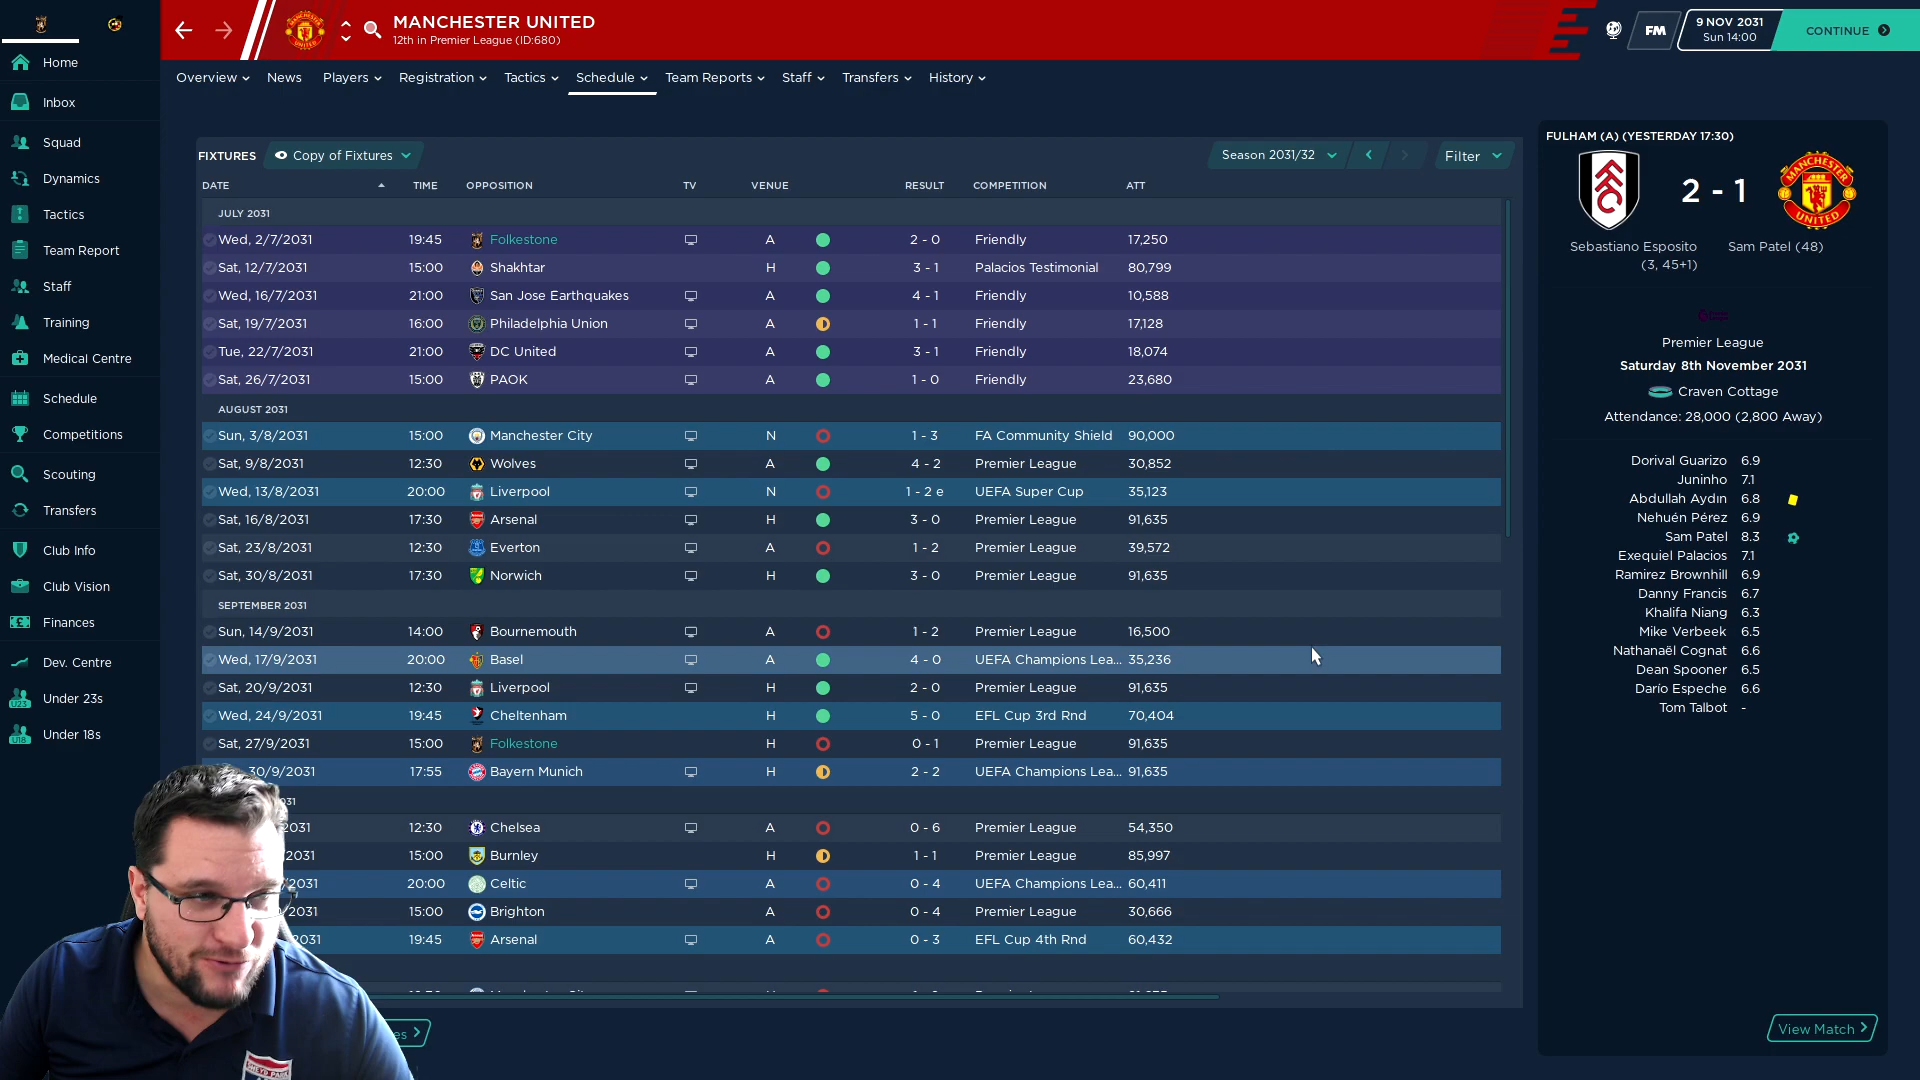 MANCHESTER UNITED
12th in Premier League (ID:680)
FM
9 NOV 2031
Sun 14:00
CONTINUE
Overview News Players Registration Tactics Schedule Team Reports Staff Transfers History
Home
Inbox
Squad
Dynamics
Tactics
Team Report
Staff
Training
Medical Centre
Schedule
Competitions
Scouting
Transfers
Club Info
Club Vision
Finances
Dev. Centre
Under 23s
Under 18s
FIXTURES Copy of Fixtures Season 2031/32 Filter
DATE TIME OPPOSITION TV VENUE RESULT COMPETITION ATT
JULY 2031
Wed, 2/7/2031 19:45 Folkestone A 2 - 0 Friendly 17,250
Sat, 12/7/2031 15:00 Shakhtar H 3 - 1 Palacios Testimonial 80,799
Wed, 16/7/2031 21:00 San Jose Earthquakes A 4 - 1 Friendly 10,588
Sat, 19/7/2031 16:00 Philadelphia Union A 1 - 1 Friendly 17,128
Tue, 22/7/2031 21:00 DC United A 3 - 1 Friendly 18,074
Sat, 26/7/2031 15:00 PAOK A 1 - 0 Friendly 23,680
AUGUST 2031
Sun, 3/8/2031 15:00 Manchester City N 1 - 3 FA Community Shield 90,000
Sat, 9/8/2031 12:30 Wolves A 4 - 2 Premier League 30,852
Wed, 13/8/2031 20:00 Liverpool N 1 - 2 e UEFA Super Cup 35,123
Sat, 16/8/2031 17:30 Arsenal H 3 - 0 Premier League 91,635
Sat, 23/8/2031 12:30 Everton A 1 - 2 Premier League 39,572
Sat, 30/8/2031 17:30 Norwich H 3 - 0 Premier League 91,635
SEPTEMBER 2031
Sun, 14/9/2031 14:00 Bournemouth A 1 - 2 Premier League 16,500
Wed, 17/9/2031 20:00 Basel A 4 - 0 UEFA Champions Lea... 35,236
Sat, 20/9/2031 12:30 Liverpool H 2 - 0 Premier League 91,635
Wed, 24/9/2031 19:45 Cheltenham H 5 - 0 EFL Cup 3rd Rnd 70,404
Sat, 27/9/2031 15:00 Folkestone H 0 - 1 Premier League 91,635
30/9/2031 17:55 Bayern Munich H 2 - 2 UEFA Champions Lea... 91,635
031
2031 12:30 Chelsea A 0 - 6 Premier League 54,350
2031 15:00 Burnley H 1 - 1 Premier League 85,997
/2031 20:00 Celtic A 0 - 4 UEFA Champions Lea... 60,411
/2031 15:00 Brighton A 0 - 4 Premier League 30,666
2031 19:45 Arsenal A 0 - 3 EFL Cup 4th Rnd 60,432
es
FULHAM (A) (YESTERDAY 17:30)
FFC
MANCHESTER
UNITED
2 - 1
Sebastiano Esposito
(3, 45+1)
Sam Patel (48)
Premier League
Saturday 8th November 2031
Craven Cottage
Attendance: 28,000 (2,800 Away)
Dorival Guarizo 6.9
Juninho 7.1
Abdullah Aydın 6.8
Nehuén Pérez 6.9
Sam Patel 8.3
Exequiel Palacios 7.1
Ramirez Brownhill 6.9
Danny Francis 6.7
Khalifa Niang 6.3
Mike Verbeek 6.5
Nathanaël Cognat 6.6
Dean Spooner 6.5
Darío Espeche 6.6
Tom Talbot -
View Match